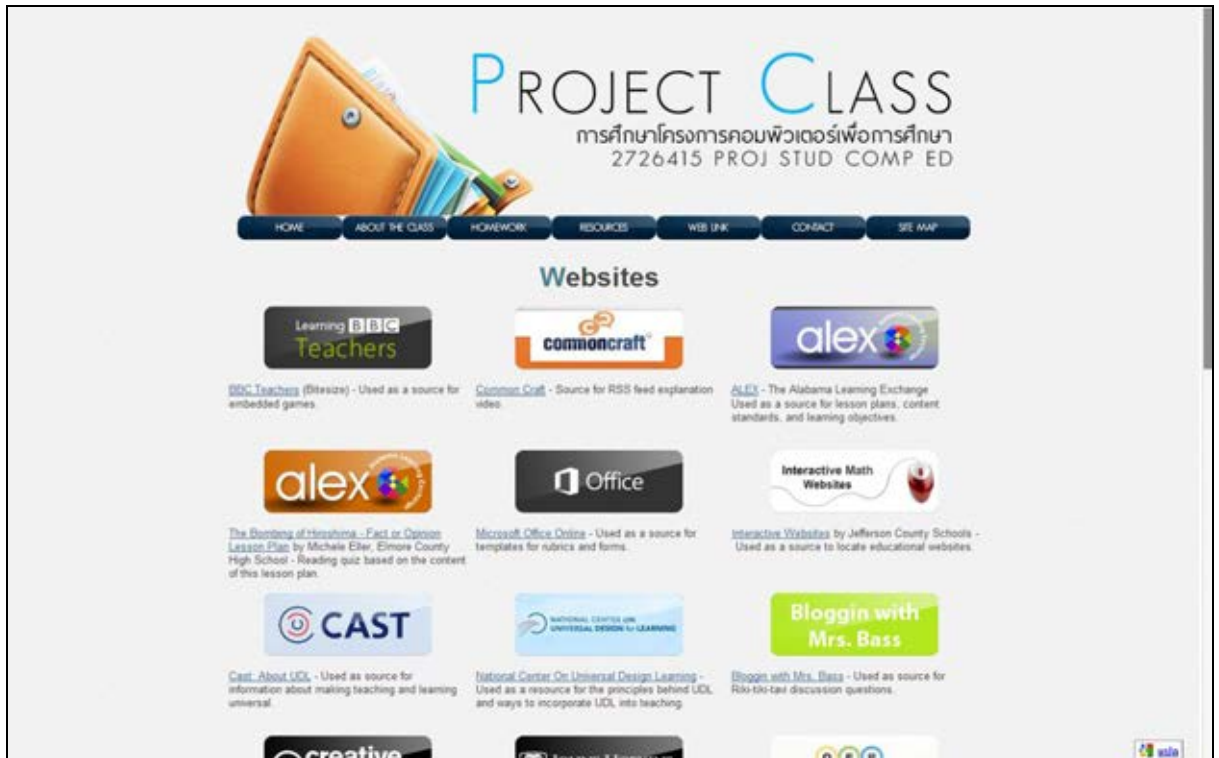 PROJECT CLASS
การศึกษาโครงการคอมพิวเตอร์เพื่อการศึกษา
2726415 PROJ STUD COMP ED
HOME ABOUT THE CLASS HOMEWORK RESOURCES WEB LINK CONTACT SITE MAP
Websites
Learning BBC
Teachers
commoncraft
alex
BBC Teachers (Bitesize) - Used as a source for
embedded games.
Common Craft - Source for RSS feed explanation
video.
ALEX - The Alabama Learning Exchange
Used as a source for lesson plans, content
standards, and learning objectives.
alex
Office
Interactive Math
Websites
The Bombing of Hiroshima - Fact or Opinion
Lesson Plan by Michele Eller, Elmore County
High School - Reading quiz based on the content
of this lesson plan.
Microsoft Office Online - Used as a source for
templates for rubrics and forms.
Interactive Websites by Jefferson County Schools -
Used as a source to locate educational websites.
CAST
NATIONAL CENTER ON
UNIVERSAL DESIGN for LEARNING
Bloggin with
Mrs. Bass
Cast: About UDL - Used as source for
information about making teaching and learning
universal.
National Center On Universal Design Learning -
Used as a resource for the principles behind UDL
and ways to incorporate UDL into teaching.
Bloggin with Mrs. Bass - Used as source for
Riki-tiki-tavi discussion questions.
creative